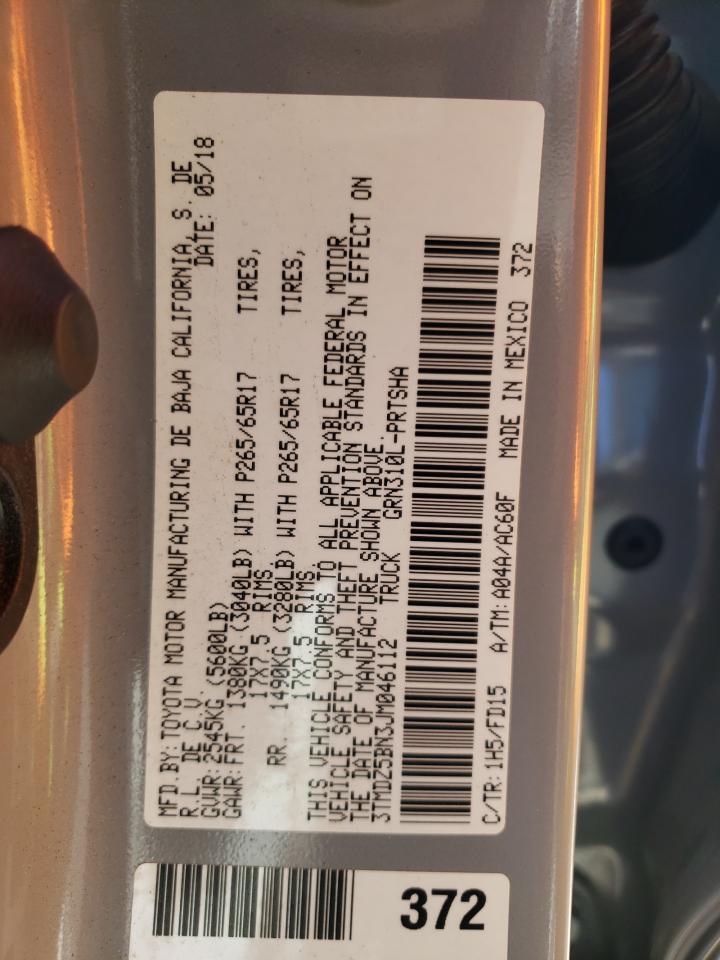 MFD.BY:TOYOTA MOTOR MANUFACTURING DE BAJA CALIFORNIA, S. DE
R.L. DE C.V. DATE: 05/18
GVWR:2545KG (5600LB)
GAWR:FRT. 1380KG (3040LB) WITH P265/65R17 TIRES,
17X7.5 RIMS.
RR. 1490KG (3280LB) WITH P265/65R17 TIRES,
17X7.5 RIMS
THIS VEHICLE CONFORMS TO ALL APPLICABLE FEDERAL MOTOR
VEHICLE SAFETY AND THEFT PREVENTION STANDARDS IN EFFECT ON
THE DATE OF MANUFACTURE SHOWN ABOVE.
3TMDZ5BN3JM046112 TRUCK GRN310L-PRTSHA
C/TR:1H5/FD15 A/TM:A04A/AC60F MADE IN MEXICO 372
372